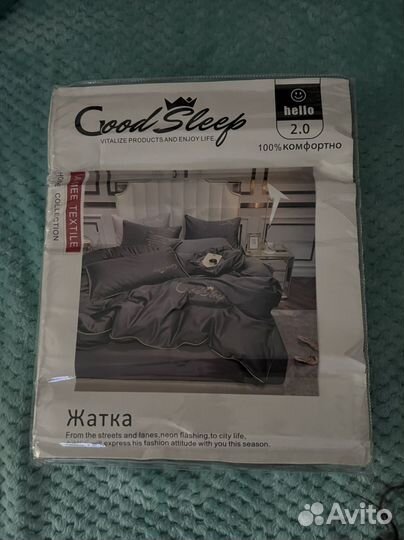 Good Sleep
VITALIZE PRODUCTS AND ENJOY LIFE
hello
2.0
100% комфортно
TEXTILE
COLLECTION
Жатка
From the streets and lanes,neon flashing,to city life,
express his fashion attitude with you this season.
Avito